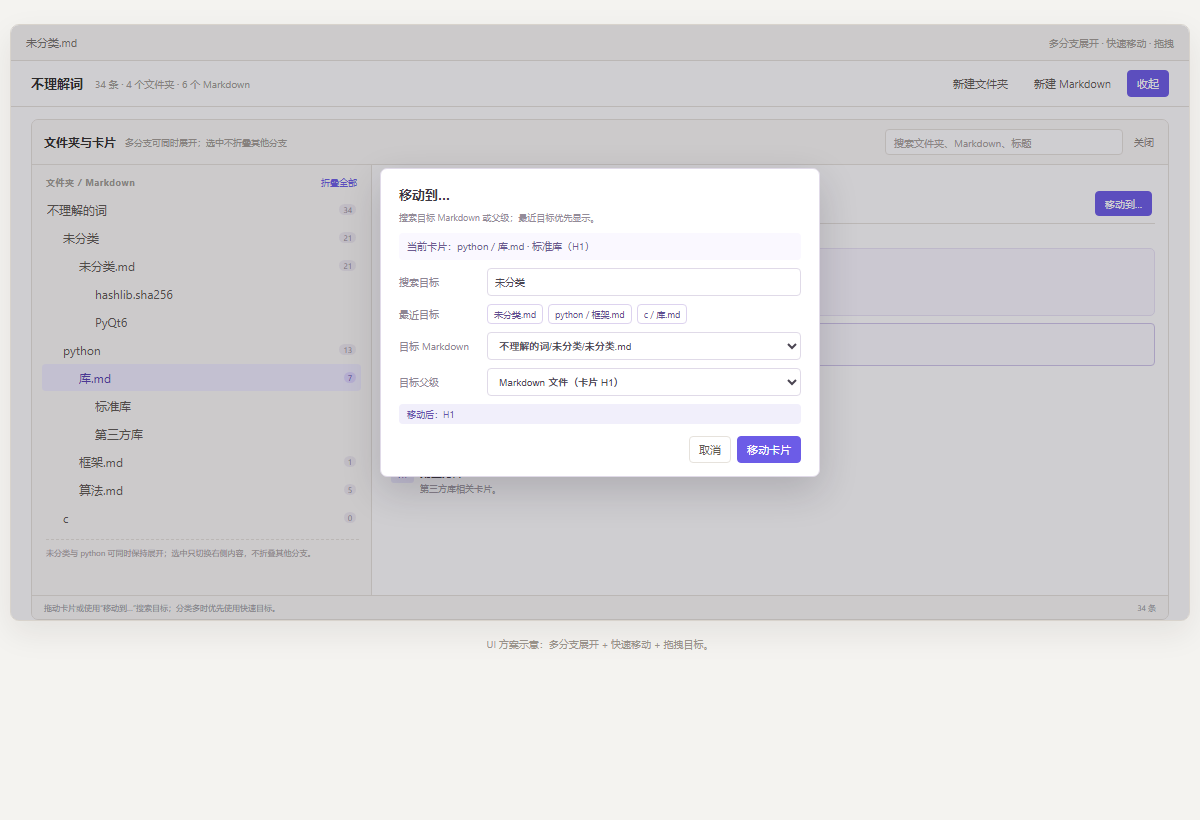 未分类.md
多分支展开 · 快速移动 · 拖拽
不理解词 34 条 · 4 个文件夹 · 6 个 Markdown
新建文件夹 新建 Markdown 收起
文件夹与卡片 多分支可同时展开；选中不折叠其他分支
搜索文件夹、Markdown、标题 关闭
文件夹 / Markdown 折叠全部
不理解的词 34
未分类 21
未分类.md 21
hashlib.sha256
PyQt6
python 13
库.md 7
标准库
第三方库
框架.md 1
算法.md 5
c 0
未分类与 python 可同时保持展开；选中只切换右侧内容，不折叠其他分支。
移动到...
移动到...
搜索目标 Markdown 或父级；最近目标优先显示。
当前卡片：python / 库.md · 标准库（H1）
搜索目标 未分类
最近目标 未分类.md python / 框架.md c / 库.md
目标 Markdown 不理解的词/未分类/未分类.md
目标父级 Markdown 文件（卡片 H1）
移动后：H1
取消 移动卡片
第三方库相关卡片。
拖动卡片或使用"移动到..."搜索目标；分类多时优先使用快速目标。
34 条
UI 方案示意：多分支展开 + 快速移动 + 拖拽目标。